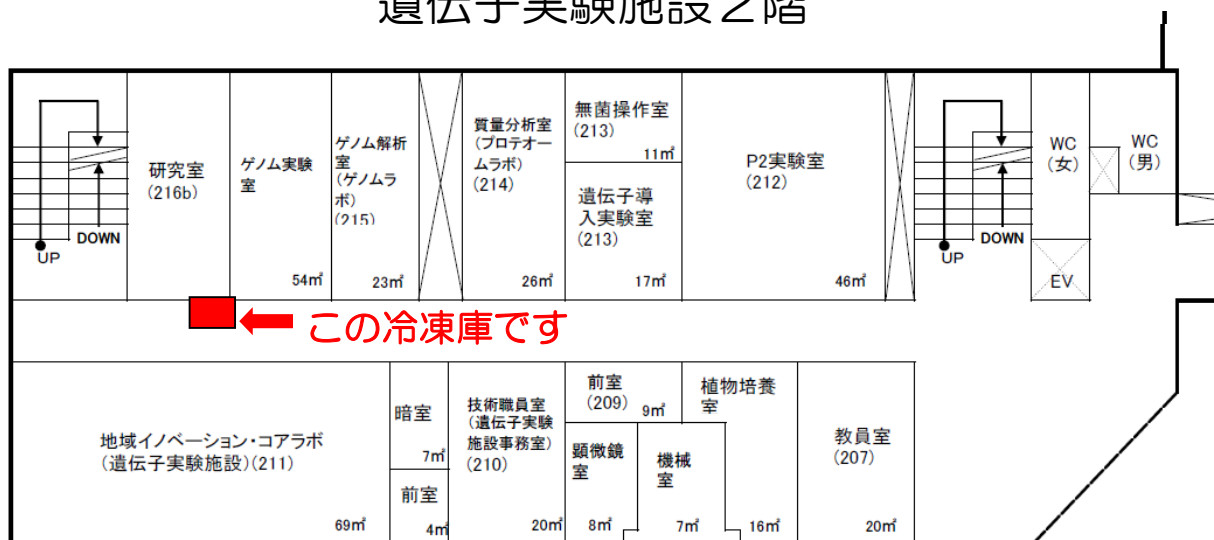 遺伝子実験施設2階
研究室
(216b)
ゲノム実験
室
54㎡
ゲノム解析
室
(ゲノムラ
ボ)
(215)
23㎡
質量分析室
(プロテオー
ムラボ)
(214)
26㎡
無菌操作室
(213)
11㎡
遺伝子導
入実験室
(213)
17㎡
P2実験室
(212)
46㎡
WC
(女)
WC
(男)
DOWN
UP
DOWN
UP
EV
この冷凍庫です
地域イノベーション・コアラボ
(遺伝子実験施設)(211)
69㎡
暗室
7㎡
前室
4㎡
技術職員室
(遺伝子実験
施設事務室)
(210)
20㎡
前室
(209)
9㎡
顕微鏡
室
8㎡
機械
室
7㎡
植物培養
室
16㎡
教員室
(207)
20㎡